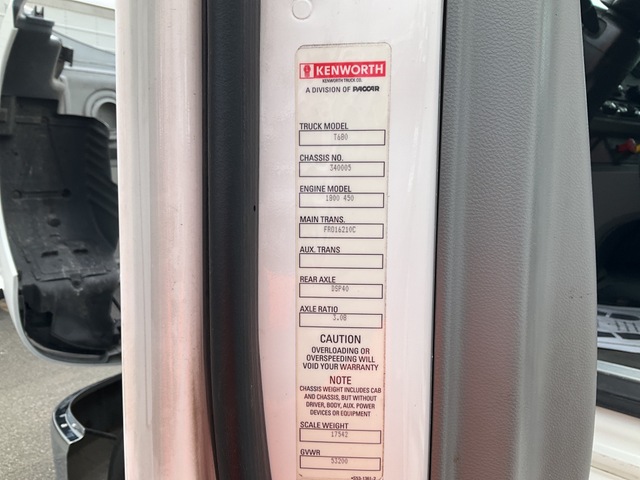 KENWORTH
KENWORTH TRUCK CO.
A DIVISION OF PACCAR
TRUCK MODEL
T680
CHASSIS NO.
340005
ENGINE MODEL
1800 450
MAIN TRANS.
FRO16210C
AUX. TRANS
REAR AXLE
DSP40
AXLE RATIO
3.08
CAUTION
OVERLOADING OR
OVERSPEEDING WILL
VOID YOUR WARRANTY
NOTE
CHASSIS WEIGHT INCLUDES CAB
AND CHASSIS, BUT WITHOUT
DRIVER, BODY, AUX. POWER
DEVICES OR EQUIPMENT
SCALE WEIGHT
17542
GVWR
53200